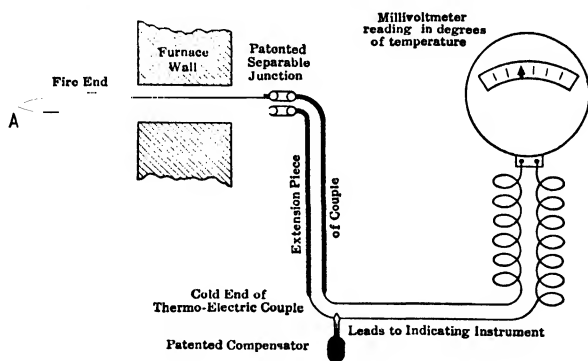 Millivoltmeter
reading in degrees
of temperature
Furnace
Wall
Patented
Separable
Junction
Fire End
A
Extension Piece
of Couple
Cold End of
Thermo-Electric Couple
Leads to Indicating Instrument
Patented Compensator